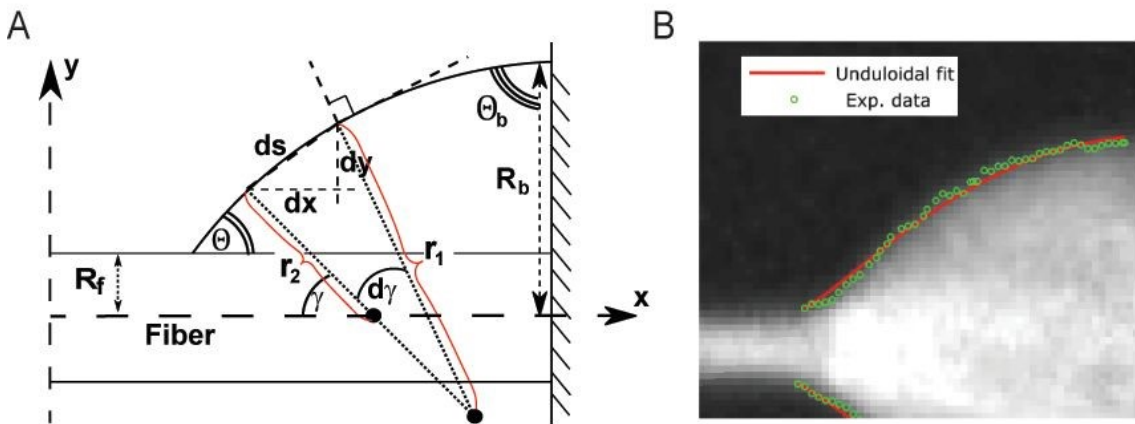 A
y
ds
dy
dx
Θ
Θb
Rb
Rf
r2
r1
γ
dγ
x
Fiber
B
Unduloidal fit
Exp. data